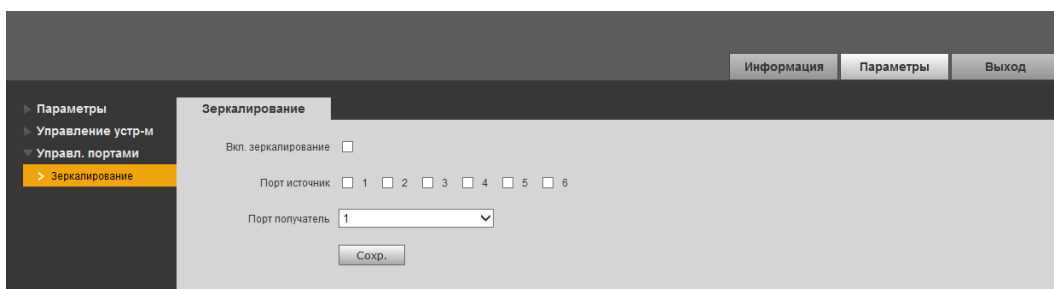 Информация Параметры Выход
Параметры
Управление устр-м
Управл. портами
> Зеркалирование
Зеркалирование
Вкл. зеркалирование
Порт источник 1 2 3 4 5 6
Порт получатель 1
Сохр.